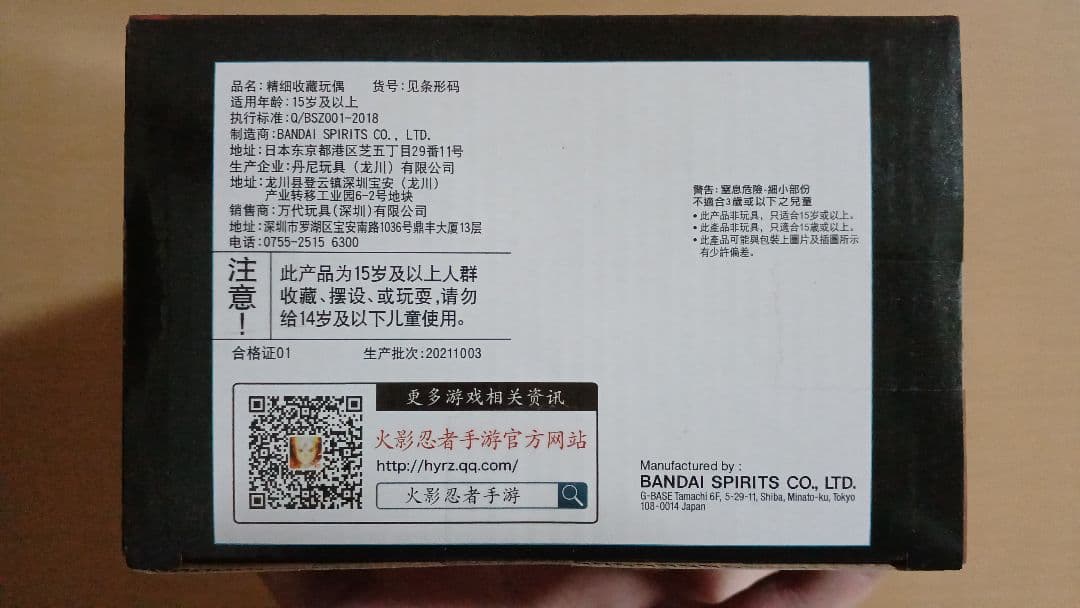 品名：精细收藏玩偶 货号：见条形码
适用年龄：15岁及以上
执行标准：Q/BSZ001-2018
制造商：BANDAI SPIRITS CO., LTD.
地址：日本东京都港区芝五丁目29番11号
生产企业：丹尼玩具（龙川）有限公司
地址：龙川县登云镇深圳宝安（龙川）
产业转移工业园6-2号地块
销售商：万代玩具(深圳)有限公司
地址：深圳市罗湖区宝安南路1036号鼎丰大厦13层
电话：0755-2515 6300
注意！
此产品为15岁及以上人群
收藏、摆设、或玩耍,请勿
给14岁及以下儿童使用。
合格证01 生产批次：20211003
更多游戏相关资讯
火影忍者手游官方网站
http://hyrz.qq.com/
火影忍者手游
警告：窒息危險-細小部份
不適合3歲或以下之兒童
•此产品非玩具，只适合15岁或以上。
•此產品非玩具，只適合15歲或以上。
•此產品可能與包裝上圖片及插圖所示
有少許偏差。
Manufactured by :
BANDAI SPIRITS CO., LTD.
G-BASE Tamachi 6F, 5-29-11, Shiba, Minato-ku, Tokyo
108-0014 Japan